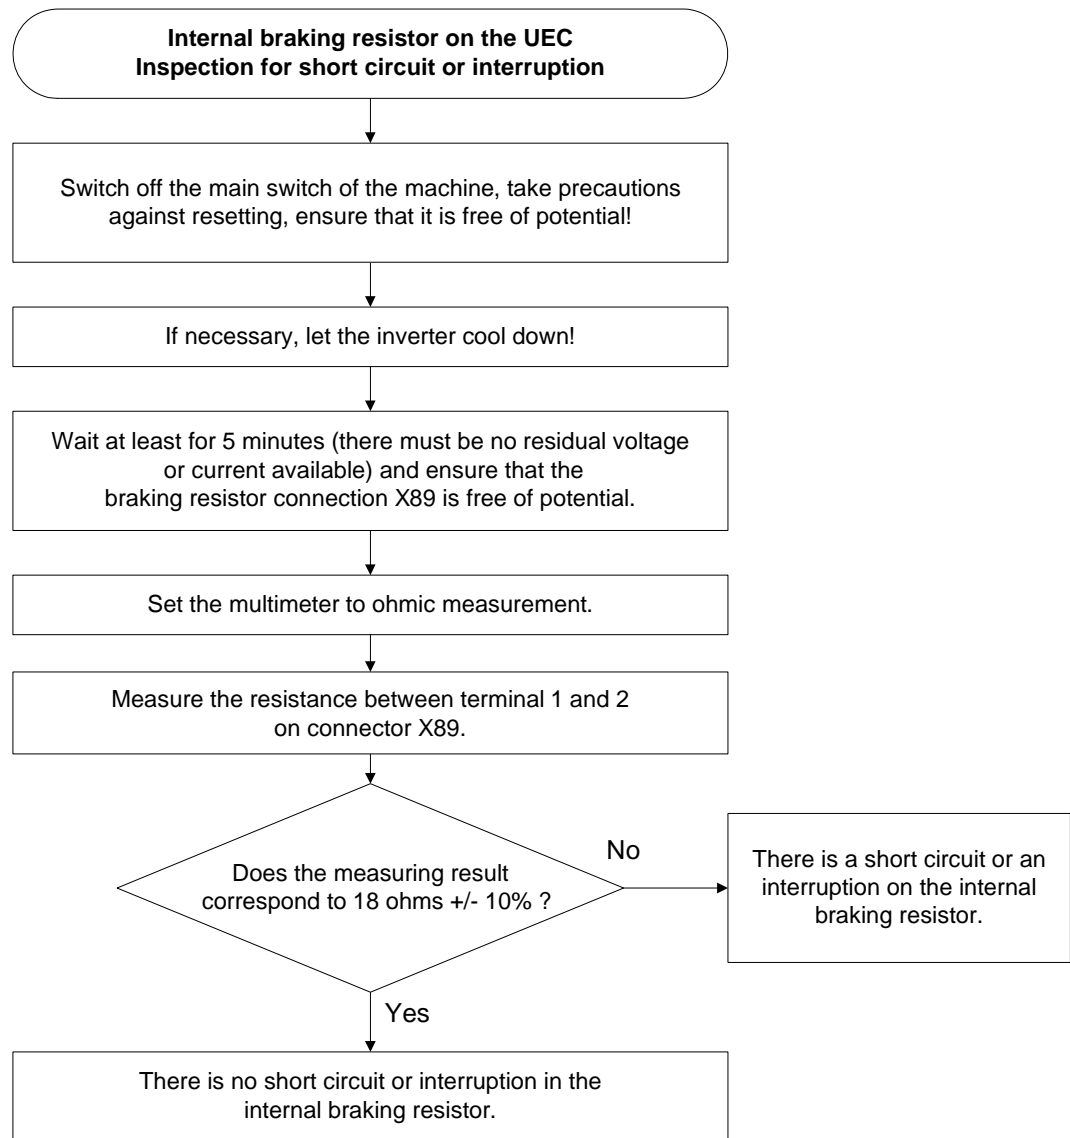 Internal braking resistor on the UEC
Inspection for short circuit or interruption
Switch off the main switch of the machine, take precautions
against resetting, ensure that it is free of potential!
If necessary, let the inverter cool down!
Wait at least for 5 minutes (there must be no residual voltage
or current available) and ensure that the
braking resistor connection X89 is free of potential.
Set the multimeter to ohmic measurement.
Measure the resistance between terminal 1 and 2
on connector X89.
Does the measuring result
correspond to 18 ohms +/- 10% ?
No
There is a short circuit or an
interruption on the internal
braking resistor.
Yes
There is no short circuit or interruption in the
internal braking resistor.